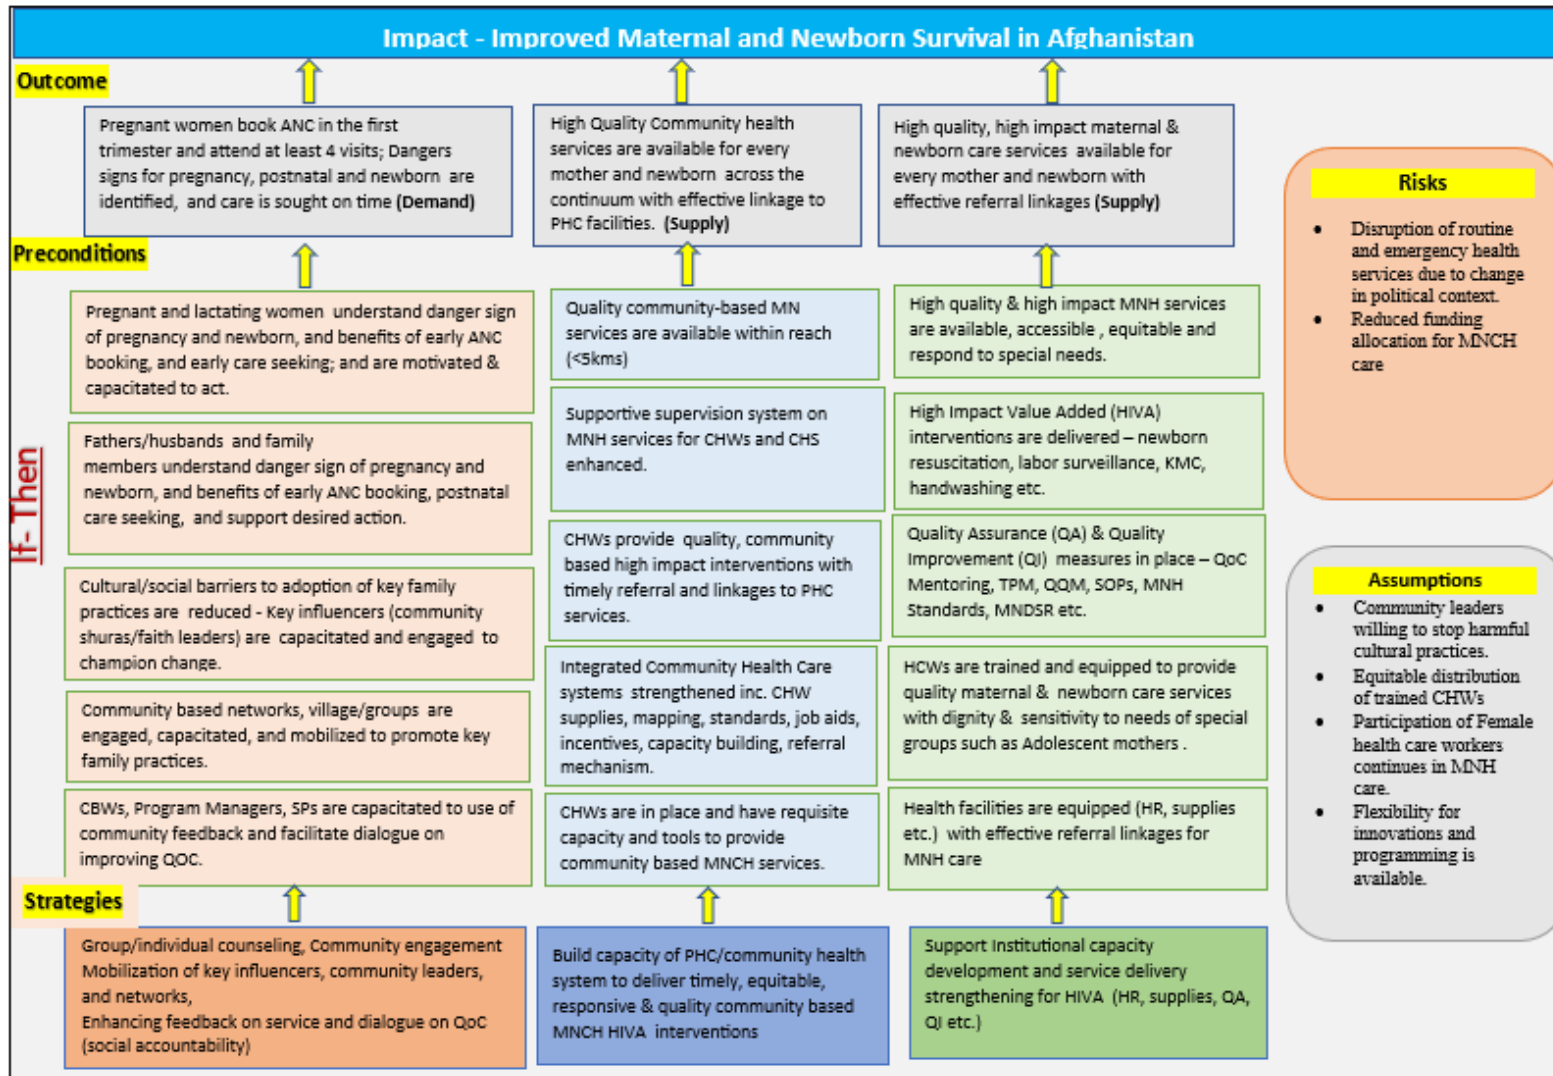 Impact - Improved Maternal and Newborn Survival in Afghanistan
Outcome
Pregnant women book ANC in the first
trimester and attend at least 4 visits; Dangers
signs for pregnancy, postnatal and newborn are
identified, and care is sought on time (Demand)
High Quality Community health
services are available for every
mother and newborn across the
continuum with effective linkage to
PHC facilities. (Supply)
High quality, high impact maternal &
newborn care services available for
every mother and newborn with
effective referral linkages (Supply)
Preconditions
If- Then
Pregnant and lactating women understand danger sign
of pregnancy and newborn, and benefits of early ANC
booking, and early care seeking; and are motivated &
capacitated to act.
Fathers/husbands and family
members understand danger sign of pregnancy and
newborn, and benefits of early ANC booking, postnatal
care seeking, and support desired action.
Cultural/social barriers to adoption of key family
practices are reduced - Key influencers (community
shuras/faith leaders) are capacitated and engaged to
champion change.
Community based networks, village/groups are
engaged, capacitated, and mobilized to promote key
family practices.
CBWs, Program Managers, SPs are capacitated to use of
community feedback and facilitate dialogue on
improving QOC.
Quality community-based MN
services are available within reach
(<5kms)
Supportive supervision system on
MNH services for CHWs and CHS
enhanced.
CHWs provide quality, community
based high impact interventions with
timely referral and linkages to PHC
services.
Integrated Community Health Care
systems strengthened inc. CHW
supplies, mapping, standards, job aids,
incentives, capacity building, referral
mechanism.
CHWs are in place and have requisite
capacity and tools to provide
community based MNCH services.
High quality & high impact MNH services
are available, accessible , equitable and
respond to special needs.
High Impact Value Added (HIVA)
interventions are delivered – newborn
resuscitation, labor surveillance, KMC,
handwashing etc.
Quality Assurance (QA) & Quality
Improvement (QI) measures in place – QoC
Mentoring, TPM, QQM, SOPs, MNH
Standards, MNDSR etc.
HCWs are trained and equipped to provide
quality maternal & newborn care services
with dignity & sensitivity to needs of special
groups such as Adolescent mothers .
Health facilities are equipped (HR, supplies
etc.) with effective referral linkages for
MNH care
Strategies
Group/individual counseling, Community engagement
Mobilization of key influencers, community leaders,
and networks,
Enhancing feedback on service and dialogue on QoC
(social accountability)
Build capacity of PHC/community health
system to deliver timely, equitable,
responsive & quality community based
MNCH HIVA interventions
Support Institutional capacity
development and service delivery
strengthening for HIVA (HR, supplies, QA,
QI etc.)
Risks
• Disruption of routine
and emergency health
services due to change
in political context.
• Reduced funding
allocation for MNCH
care
Assumptions
• Community leaders
willing to stop harmful
cultural practices.
• Equitable distribution
of trained CHWs
• Participation of Female
health care workers
continues in MNH
care.
• Flexibility for
innovations and
programming is
available.